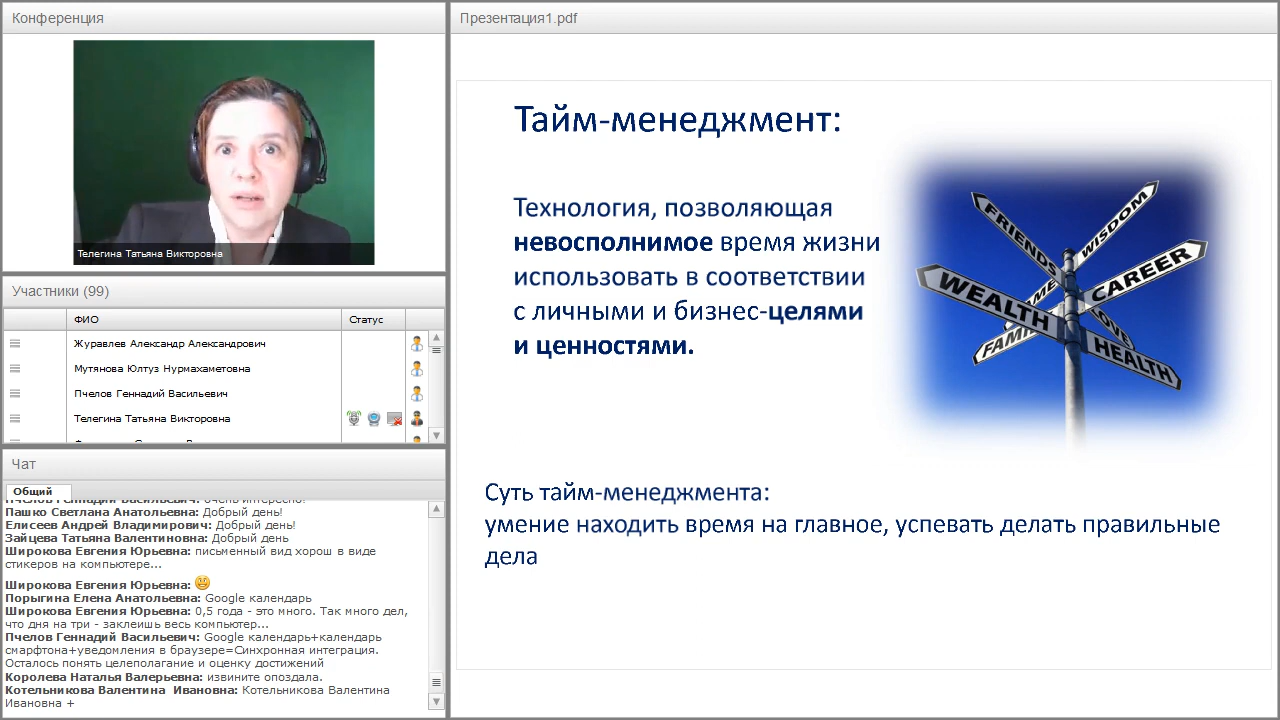 Конференция
Телегина Татьяна Викторовна
Участники (99)
ФИО Статус
Журавлев Александр Александрович
Мутянова Юлтуз Нурмахаметовна
Пчелов Геннадий Васильевич
Телегина Татьяна Викторовна
Чат
Общий
Пчелов Геннадий Васильевич: очень интересно!
Пашко Светлана Анатольевна: Добрый день!
Елисеев Андрей Владимирович: Добрый день!
Зайцева Татьяна Валентиновна: Добрый день
Широкова Евгения Юрьевна: письменный вид хорош в виде
стикеров на компьютере...
Широкова Евгения Юрьевна:
Порыгина Елена Анатольевна: Google календарь
Широкова Евгения Юрьевна: 0,5 года - это много. Так много дел,
что дня на три - заклеишь весь компьютер...
Пчелов Геннадий Васильевич: Google календарь+календарь
смарфтона+уведомления в браузере=Синхронная интеграция.
Осталось понять целеполагание и оценку достижений
Королева Наталья Валерьевна: извините опоздала.
Котельникова Валентина Ивановна: Котельникова Валентина
Ивановна +
Презентация1.pdf
Тайм-менеджмент:
Технология, позволяющая
невосполнимое время жизни
использовать в соответствии
с личными и бизнес-целями
и ценностями.
FRIENDS
WISDOM
CAREER
WEALTH
HEALTH
Суть тайм-менеджмента:
умение находить время на главное, успевать делать правильные
дела